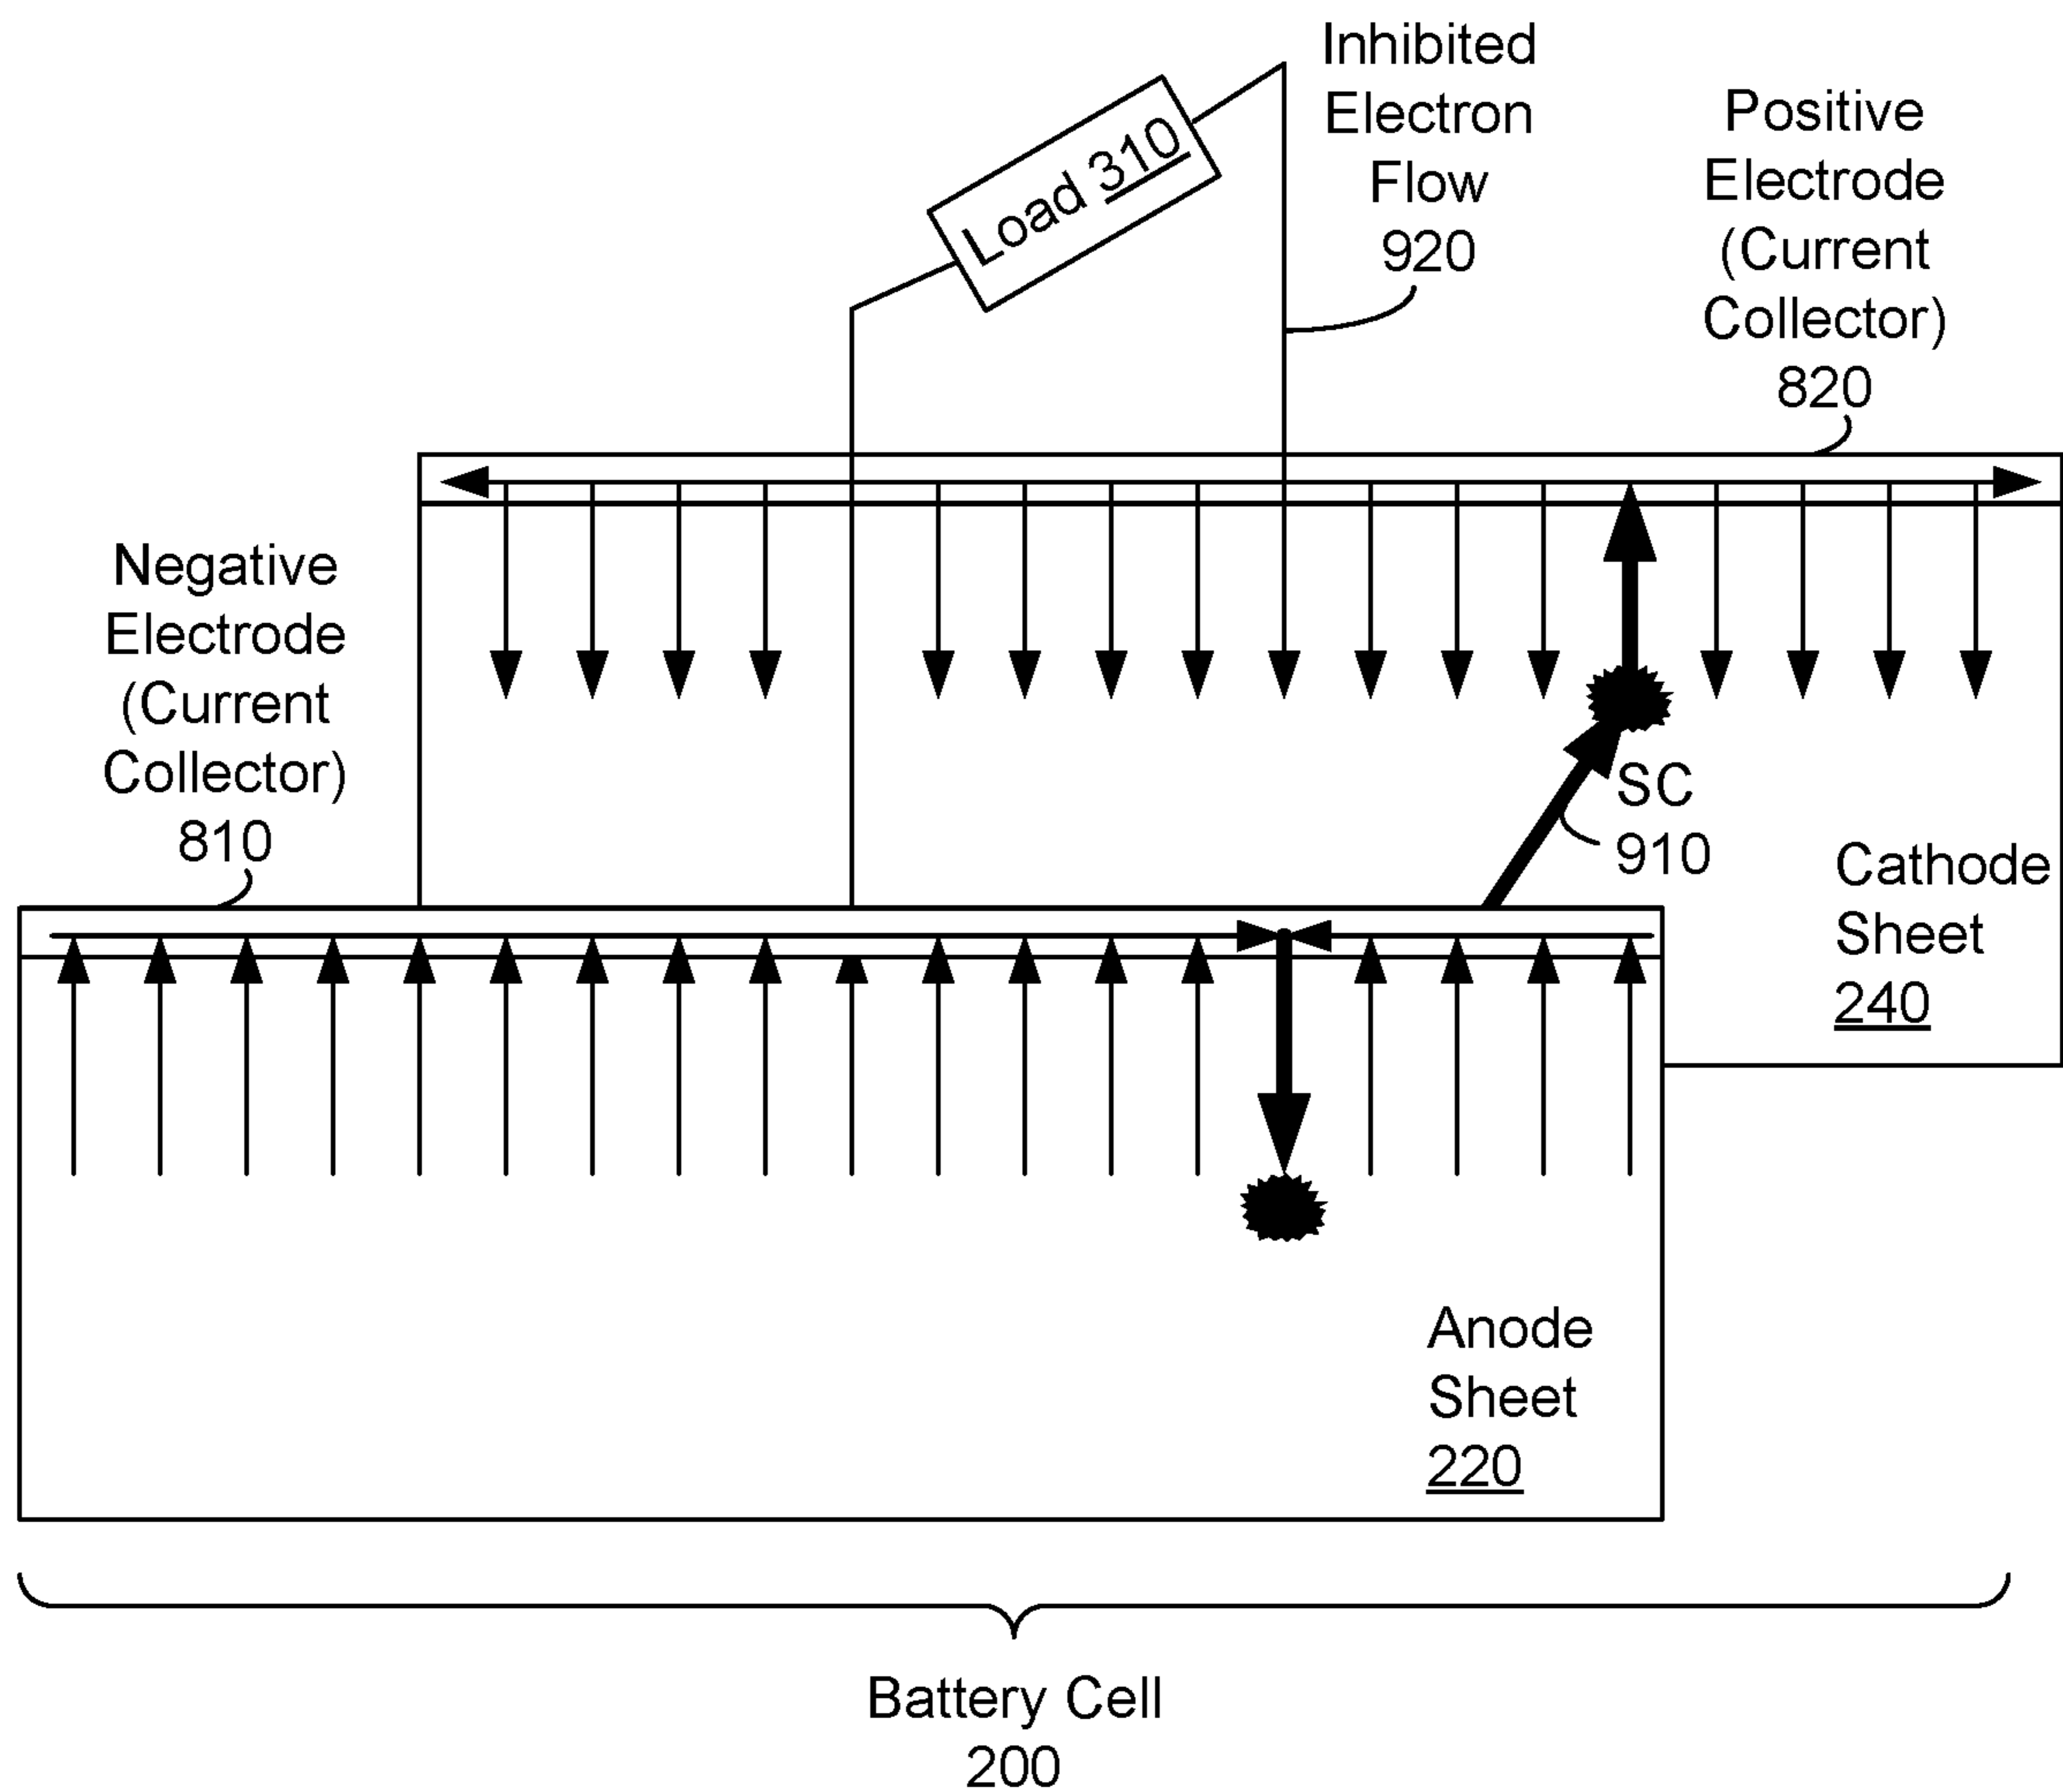 Inhibited
Electron
Flow
920
Positive
Electrode
(Current
Collector)
820
Load 310
Negative
Electrode
(Current
Collector)
810
SC
910
Cathode
Sheet
240
Anode
Sheet
220
Battery Cell
200